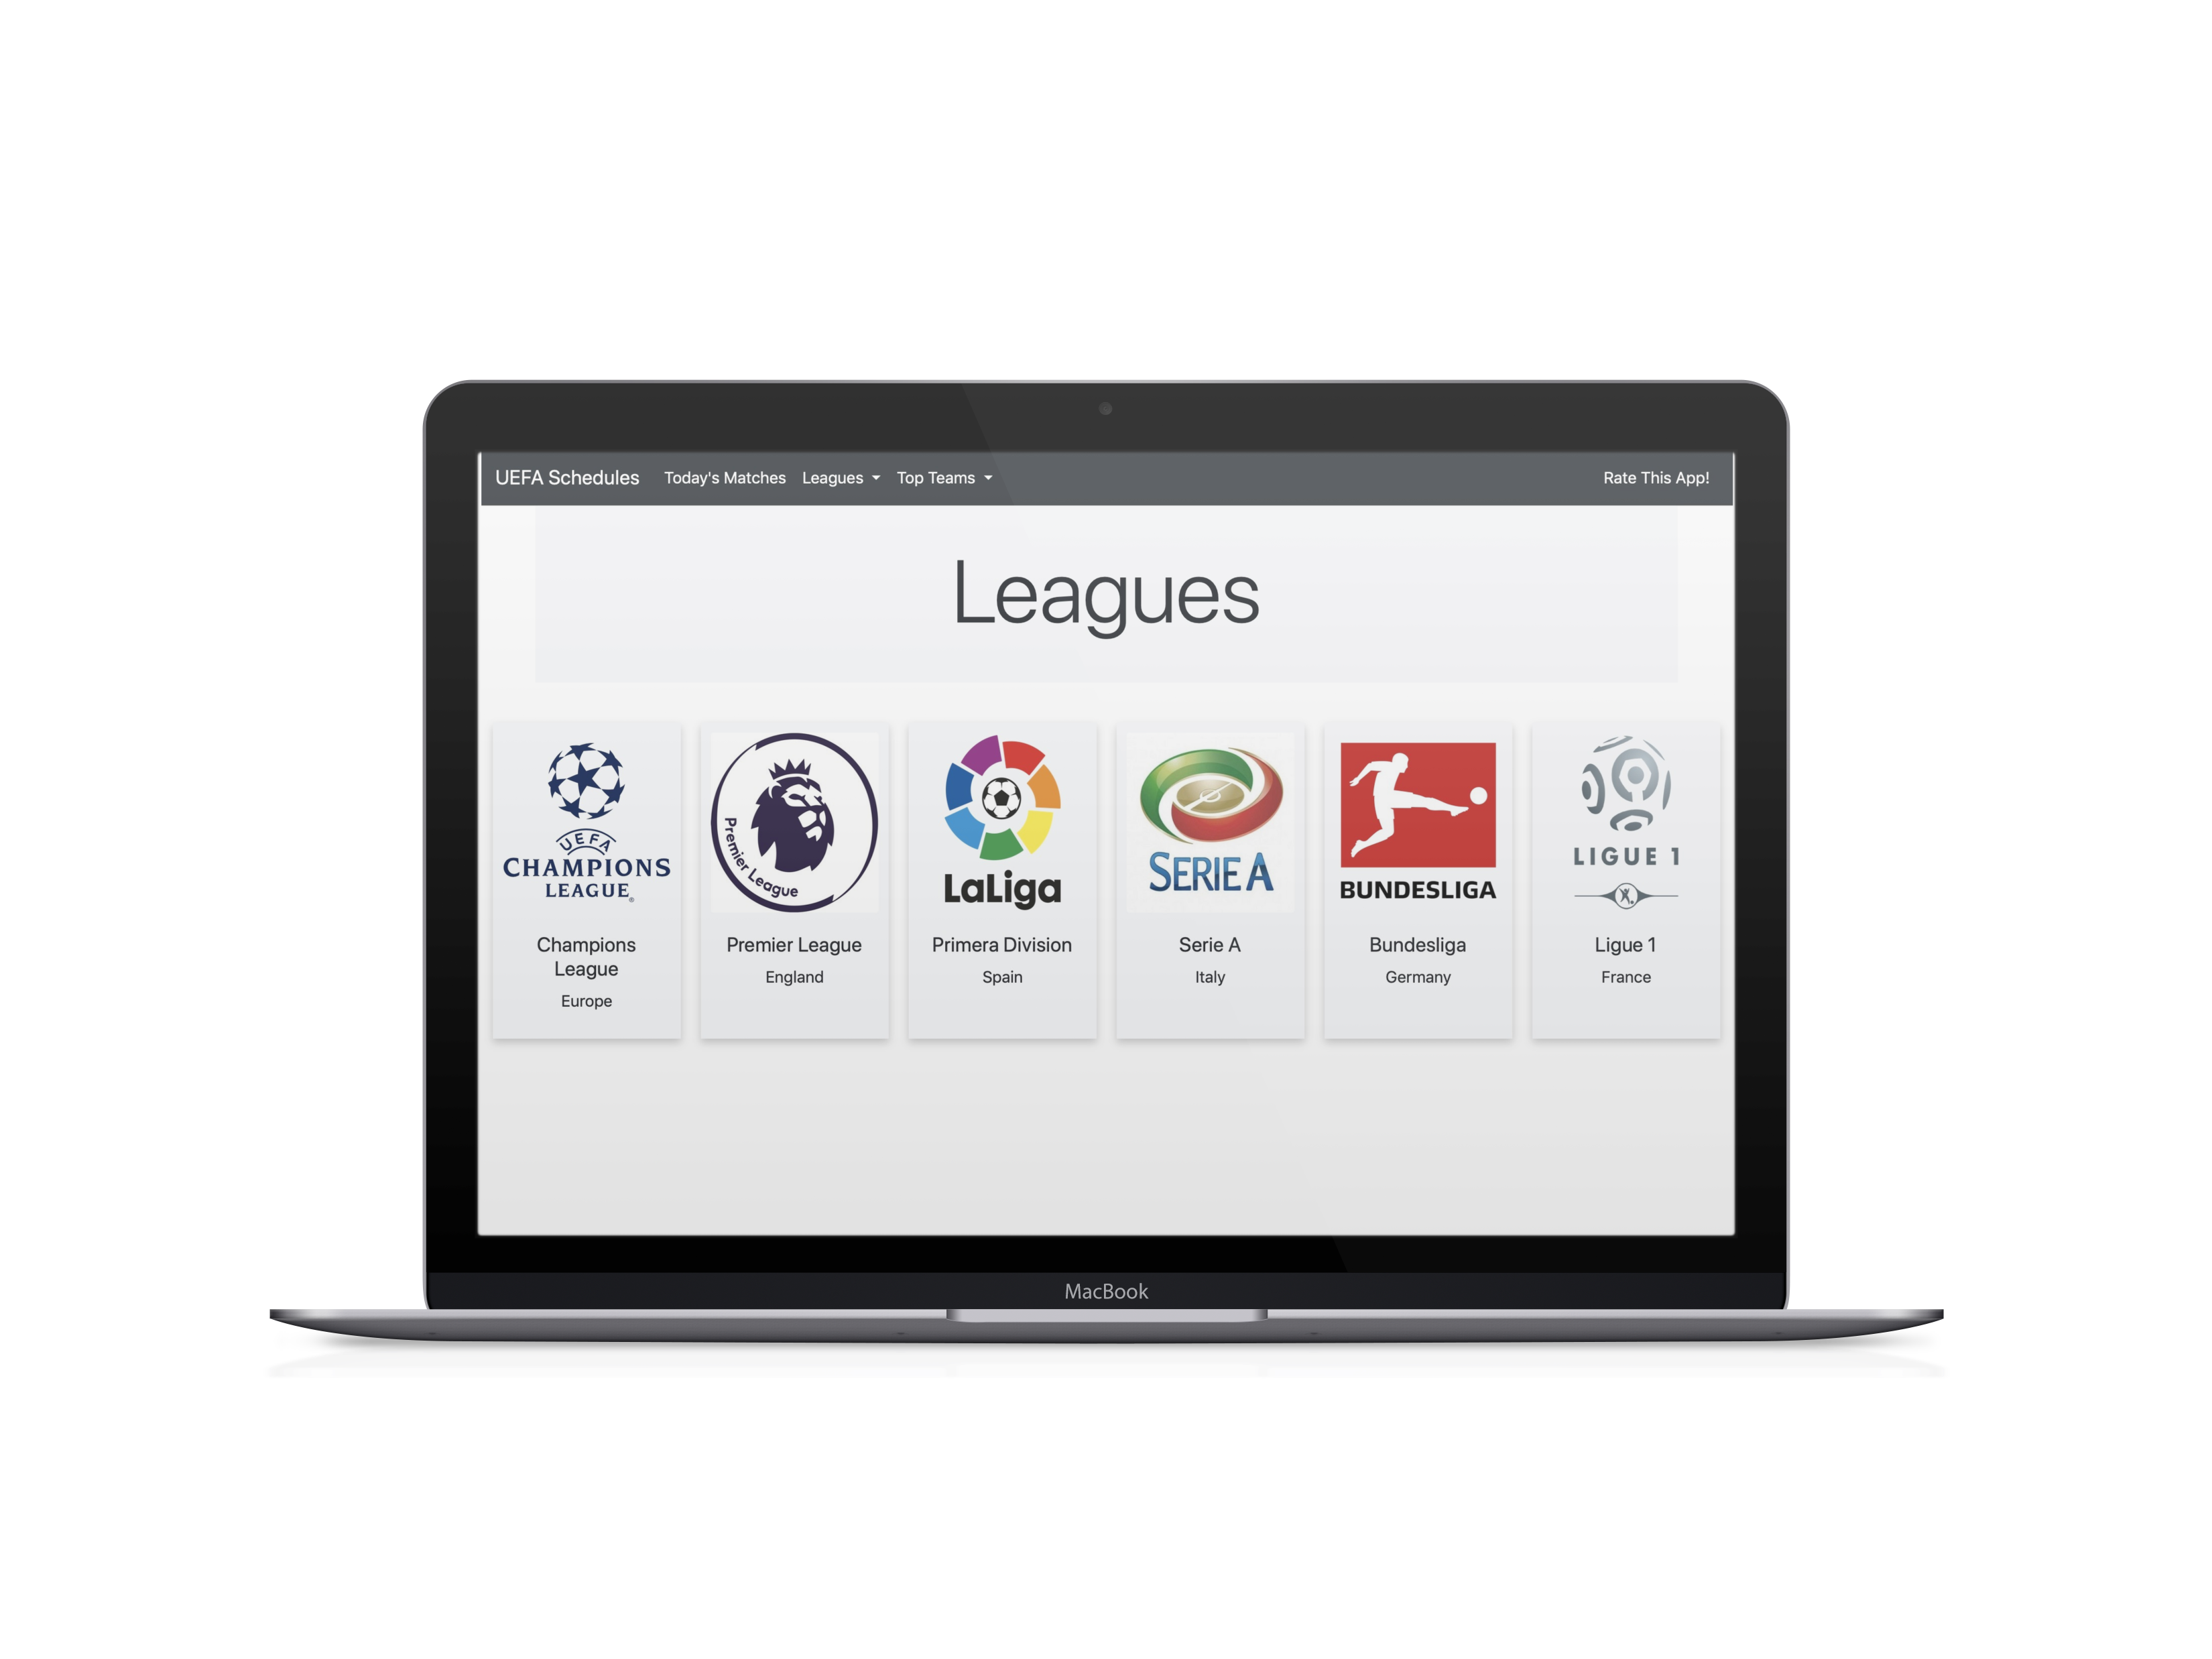 UEFA Schedules Today's Matches Leagues Top Teams Rate This App!
Leagues
UEFA
CHAMPIONS
LEAGUE®
Champions
League
Europe
Premier League
Premier League
England
LaLiga
Primera Division
Spain
SERIE A
Serie A
Italy
BUNDESLIGA
Bundesliga
Germany
LIGUE 1
Ligue 1
France
MacBook